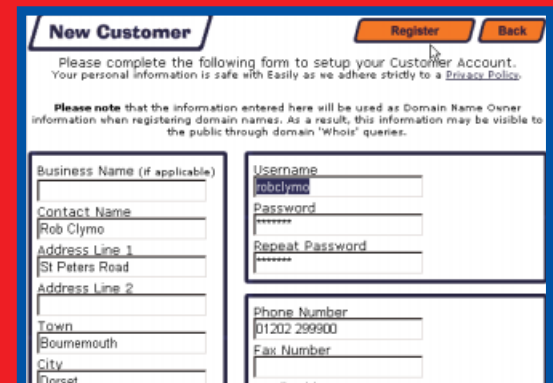 New Customer
Register
Back
Please complete the following form to setup your Customer Account.
Your personal information is safe with Easily as we adhere strictly to a Privacy Policy.
Please note that the information entered here will be used as Domain Name Owner
information when registering domain names. As a result, this information may be visible to
the public through domain 'Whois' queries.
Business Name (if applicable)
Contact Name
Rob Clymo
Address Line 1
St Peters Road
Address Line 2
Town
Bournemouth
City
Dorset
Username
robclymo
Password
*******
Repeat Password
*******
Phone Number
01202 299900
Fax Number